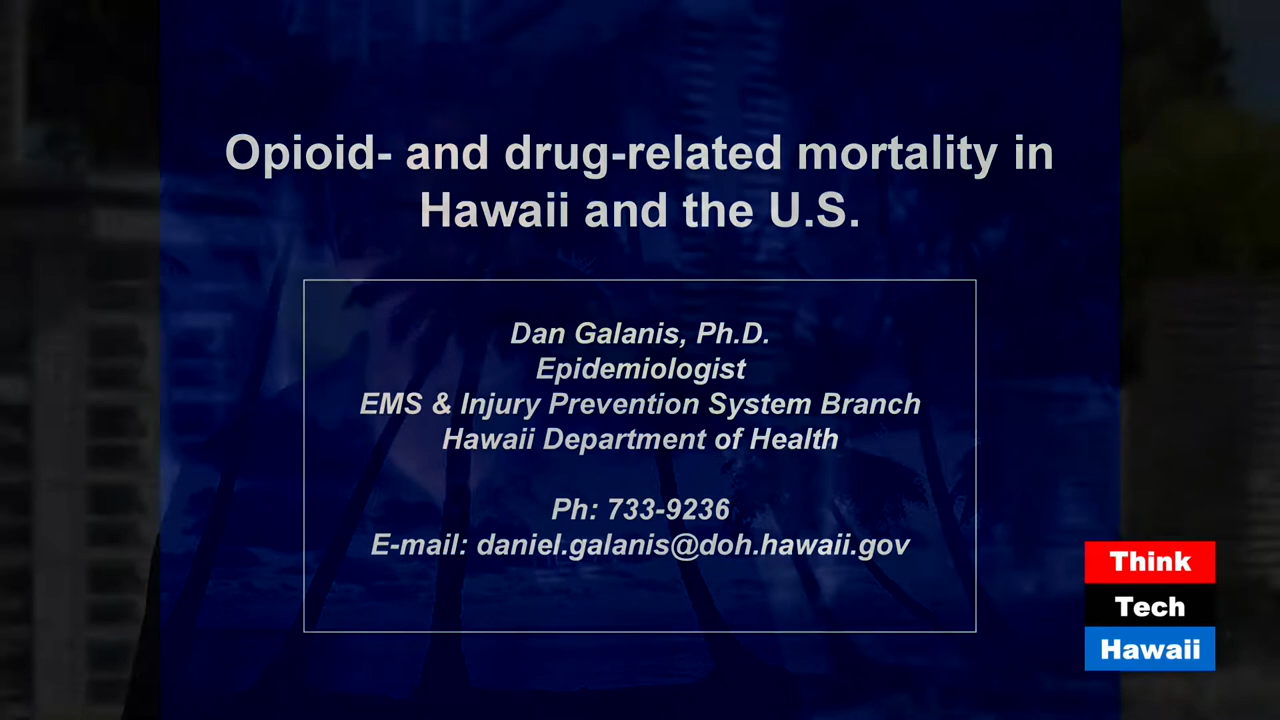 Opioid- and drug-related mortality in
Hawaii and the U.S.
Dan Galanis, Ph.D.
Epidemiologist
EMS & Injury Prevention System Branch
Hawaii Department of Health
Ph: 733-9236
E-mail: daniel.galanis@doh.hawaii.gov
Think
Tech
Hawaii